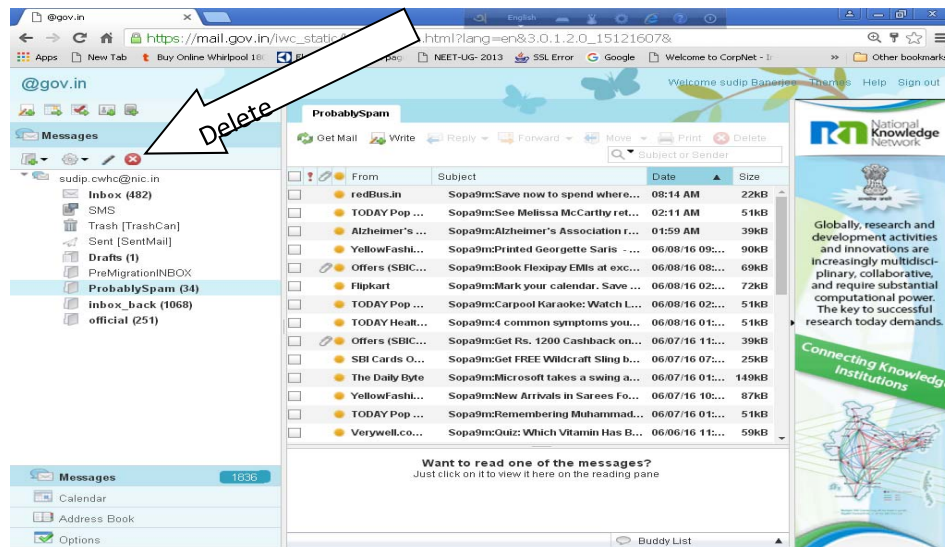 @gov.in
English
https://mail.gov.in/iwc_static/ .html?lang=en&3.0.1.2.0_15121607&
Apps New Tab Buy Online Whirlpool 18 NEET-UG- 2013 SSL Error Google Welcome to CorpNet - I » Other bookmarks
@gov.in
Welcome sudip Banerjee Themes Help Sign out
Delete
Messages
sudip.cwhc@nic.in
Inbox (482)
SMS
Trash [TrashCan]
Sent [SentMail]
Drafts (1)
PreMigrationINBOX
ProbablySpam (34)
inbox_back (1068)
official (251)
Messages 1836
Calendar
Address Book
Options
ProbablySpam
Get Mail Write Reply Forward Move Print Delete
Subject or Sender
From Subject Date Size
redBus.in Sopa9m:Save now to spend where... 08:14 AM 22kB
TODAY Pop ... Sopa9m:See Melissa McCarthy ret... 02:11 AM 51kB
Alzheimer's ... Sopa9m:Alzheimer's Association r... 01:59 AM 39kB
YellowFashi... Sopa9m:Printed Georgette Saris - ... 06/08/16 09:... 90kB
Offers (SBIC... Sopa9m:Book Flexipay EMIs at exc... 06/08/16 08:... 69kB
Flipkart Sopa9m:Mark your calendar. Save ... 06/08/16 02:... 72kB
TODAY Pop ... Sopa9m:Carpool Karaoke: Watch L... 06/08/16 02:... 51kB
TODAY Healt... Sopa9m:4 common symptoms you... 06/08/16 01:... 51kB
Offers (SBIC... Sopa9m:Get Rs. 1200 Cashback on... 06/07/16 11:... 39kB
SBI Cards O... Sopa9m:Get FREE Wildcraft Sling b... 06/07/16 07:... 25kB
The Daily Byte Sopa9m:Microsoft takes a swing a... 06/07/16 01:... 149kB
YellowFashi... Sopa9m:New Arrivals in Sarees Fo... 06/07/16 10:... 87kB
TODAY Pop ... Sopa9m:Remembering Muhammad... 06/07/16 01:... 51kB
Verywell.co... Sopa9m:Quiz: Which Vitamin Has B... 06/06/16 11:... 59kB
Want to read one of the messages?
Just click on it to view it here on the reading pane
Buddy List
National
Knowledge
Network
Globally, research and
development activities
and innovations are
increasingly multidisci-
plinary, collaborative,
and require substantial
computational power.
The key to successful
research today demands.
Connecting Knowledge
Institutions